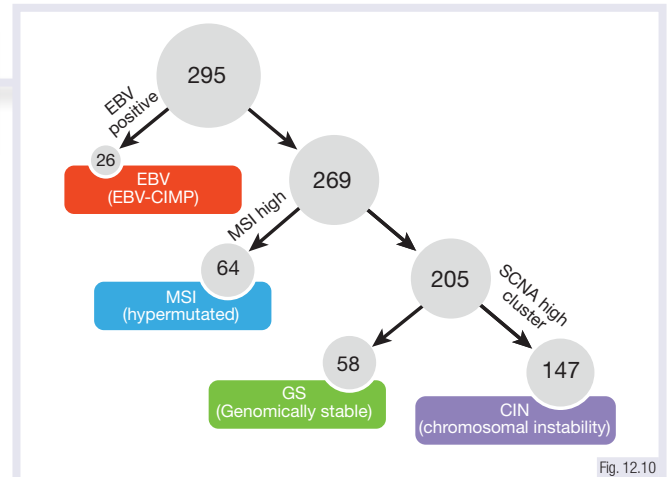 295
EBV
positive
26
EBV
(EBV-CIMP)
269
MSI high
64
MSI
(hypermutated)
205
SCNA high
cluster
58
GS
(Genomically stable)
147
CIN
(chromosomal instability)
Fig. 12.10